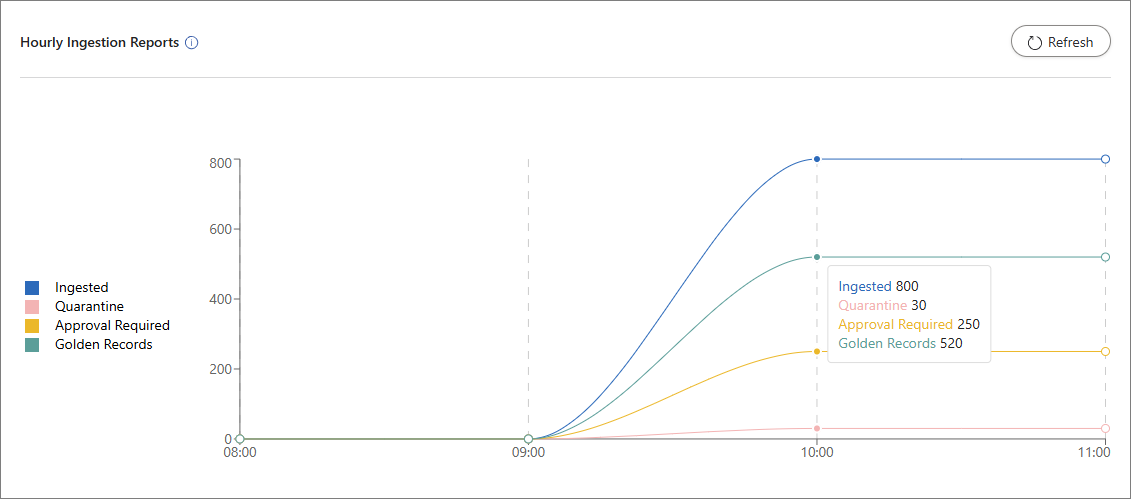 Hourly Ingestion Reports
Refresh
800
600
400
200
0
Ingested
Quarantine
Approval Required
Golden Records
Ingested 800
Quarantine 30
Approval Required 250
Golden Records 520
08:00
09:00
10:00
11:00